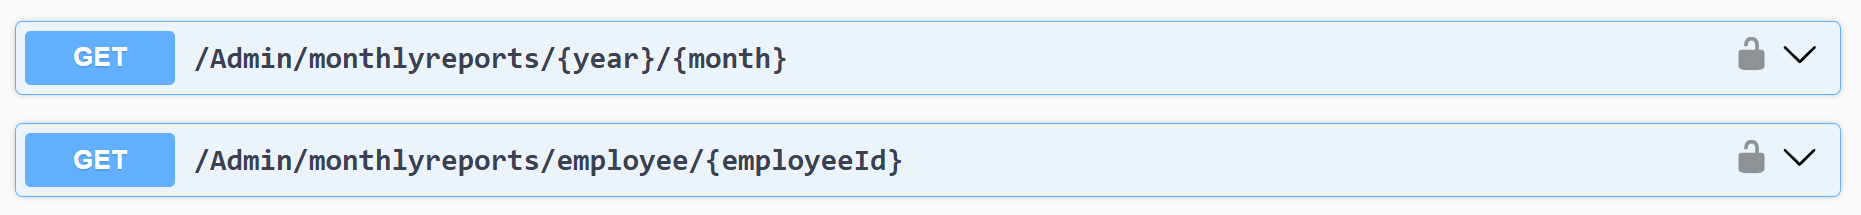 GET /Admin/monthlyreports/{year}/{month}
GET /Admin/monthlyreports/employee/{employeeId}